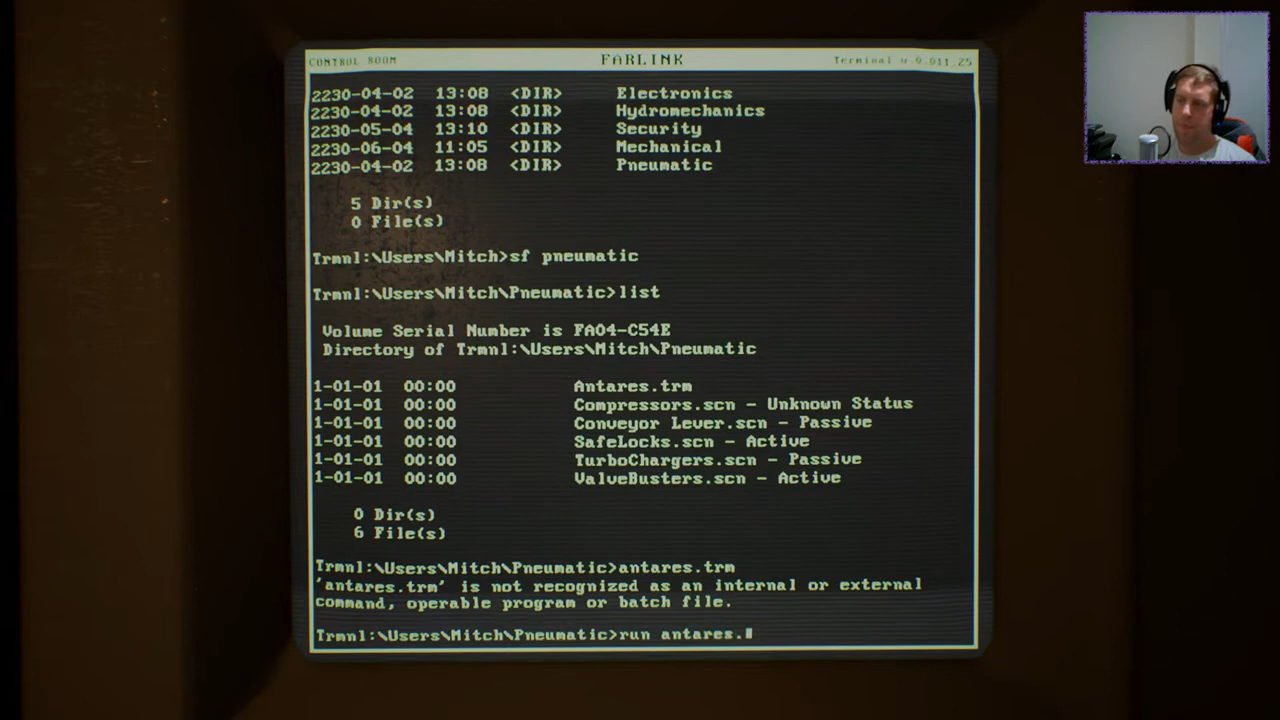 CONTROL ROOM FARLINK Terminal v.9.011.25
2230-04-02 13:08 <DIR> Electronics
2230-04-02 13:08 <DIR> Hydromechanics
2230-05-04 13:10 <DIR> Security
2230-06-04 11:05 <DIR> Mechanical
2230-04-02 13:08 <DIR> Pneumatic
5 Dir(s)
0 File(s)
Trmnl:\Users\Mitch>sf pneumatic
Trmnl:\Users\Mitch\Pneumatic>list
Volume Serial Number is FA04-C54E
Directory of Trmnl:\Users\Mitch\Pneumatic
1-01-01 00:00 Antares.trm
1-01-01 00:00 Compressors.scn - Unknown Status
1-01-01 00:00 Conveyor Lever.scn - Passive
1-01-01 00:00 SafeLocks.scn - Active
1-01-01 00:00 TurboChargers.scn - Passive
1-01-01 00:00 ValveBusters.scn - Active
0 Dir(s)
6 File(s)
Trmnl:\Users\Mitch\Pneumatic>antares.trm
'antares.trm' is not recognized as an internal or external
command, operable program or batch file.
Trmnl:\Users\Mitch\Pneumatic>run antares.